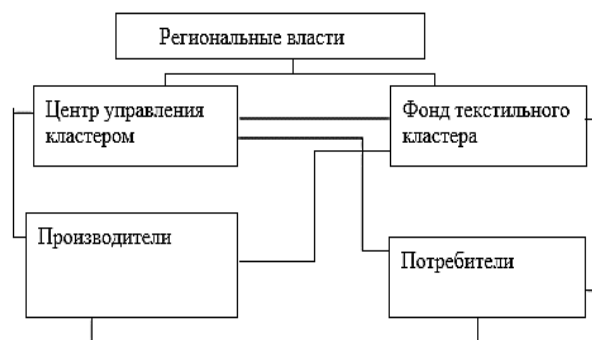 Региональные власти
Центр управления
кластером
Фонд текстильного
кластера
Производители
Потребители